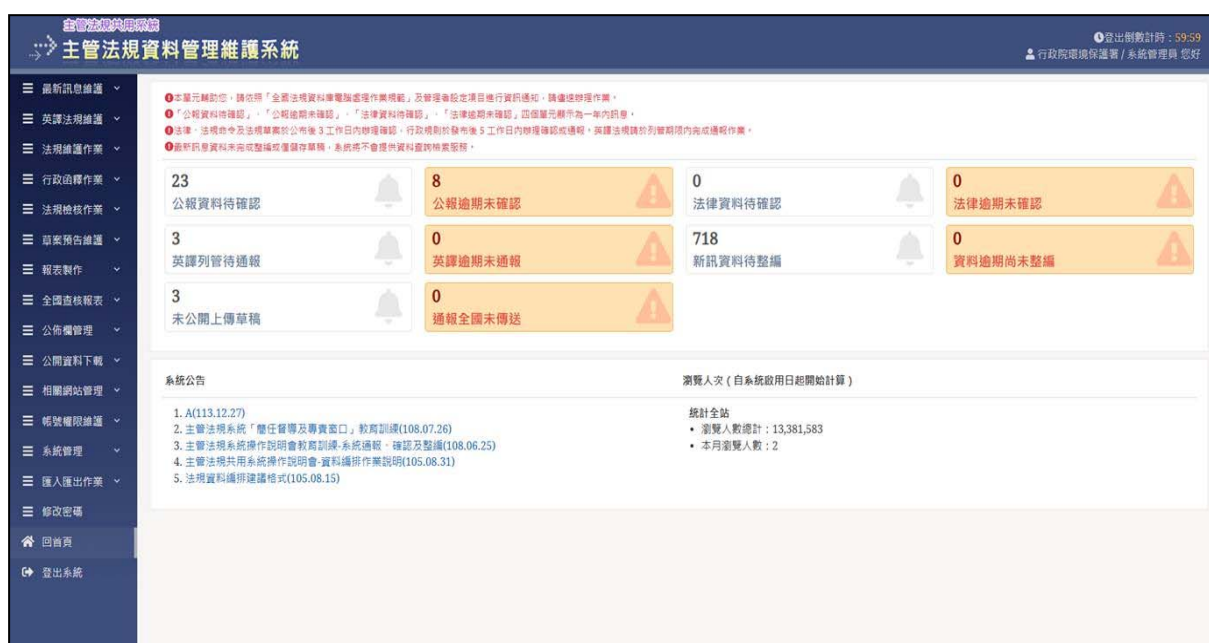 主管法規共用系統
主管法規資料管理維護系統
登出倒數計時：59:59
行政院環境保護署 / 系統管理員 您好
最新訊息維護
英譯法規維護
法規維護作業
行政函釋作業
法規檢核作業
草案預告維護
報表製作
全國查核報表
公佈欄管理
公開資料下載
相關網站管理
帳號權限維護
系統管理
匯入匯出作業
修改密碼
回首頁
登出系統
本單元輔助您，請依照「全國法規資料庫電腦處理作業規範」及管理者設定項目進行資訊通知，請儘速辦理作業。
「公報資料待確認」、「公報逾期未確認」、「法律資料待確認」、「法律逾期未確認」四個單元顯示為一年內訊息。
法律、法規命令及法規草案於公布後 3 工作日內辦理確認，行政規則於發布後 5 工作日內辦理確認或通報，英譯法規請於列管期限內完成通報作業。
最新訊息資料未完成整編或僅儲存草稿，系統將不會提供資料查詢檢索服務。
23
公報資料待確認
8
公報逾期未確認
0
法律資料待確認
0
法律逾期未確認
3
英譯列管待通報
0
英譯逾期未通報
718
新訊資料待整編
0
資料逾期尚未整編
3
未公開上傳草稿
0
通報全國未傳送
系統公告
1. A(113.12.27)
2. 主管法規系統「簡任督導及專責窗口」教育訓練(108.07.26)
3. 主管法規系統操作說明會教育訓練-系統通報、確認及整編(108.06.25)
4. 主管法規共用系統操作說明會-資料編排作業說明(105.08.31)
5. 法規資料編排建議格式(105.08.15)
瀏覽人次 ( 自系統啟用日起開始計算 )
統計全站
• 瀏覽人數總計：13,381,583
• 本月瀏覽人數：2